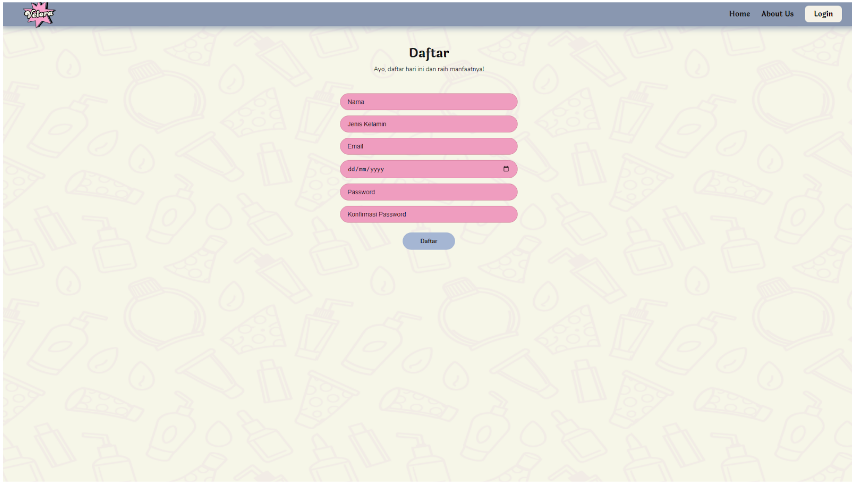 Velora
Home
About Us
Login
Daftar
Ayo, daftar hari ini dan raih manfaatnya!
Nama
Jenis Kelamin
Email
dd/mm/yyyy
Password
Konfirmasi Password
Daftar